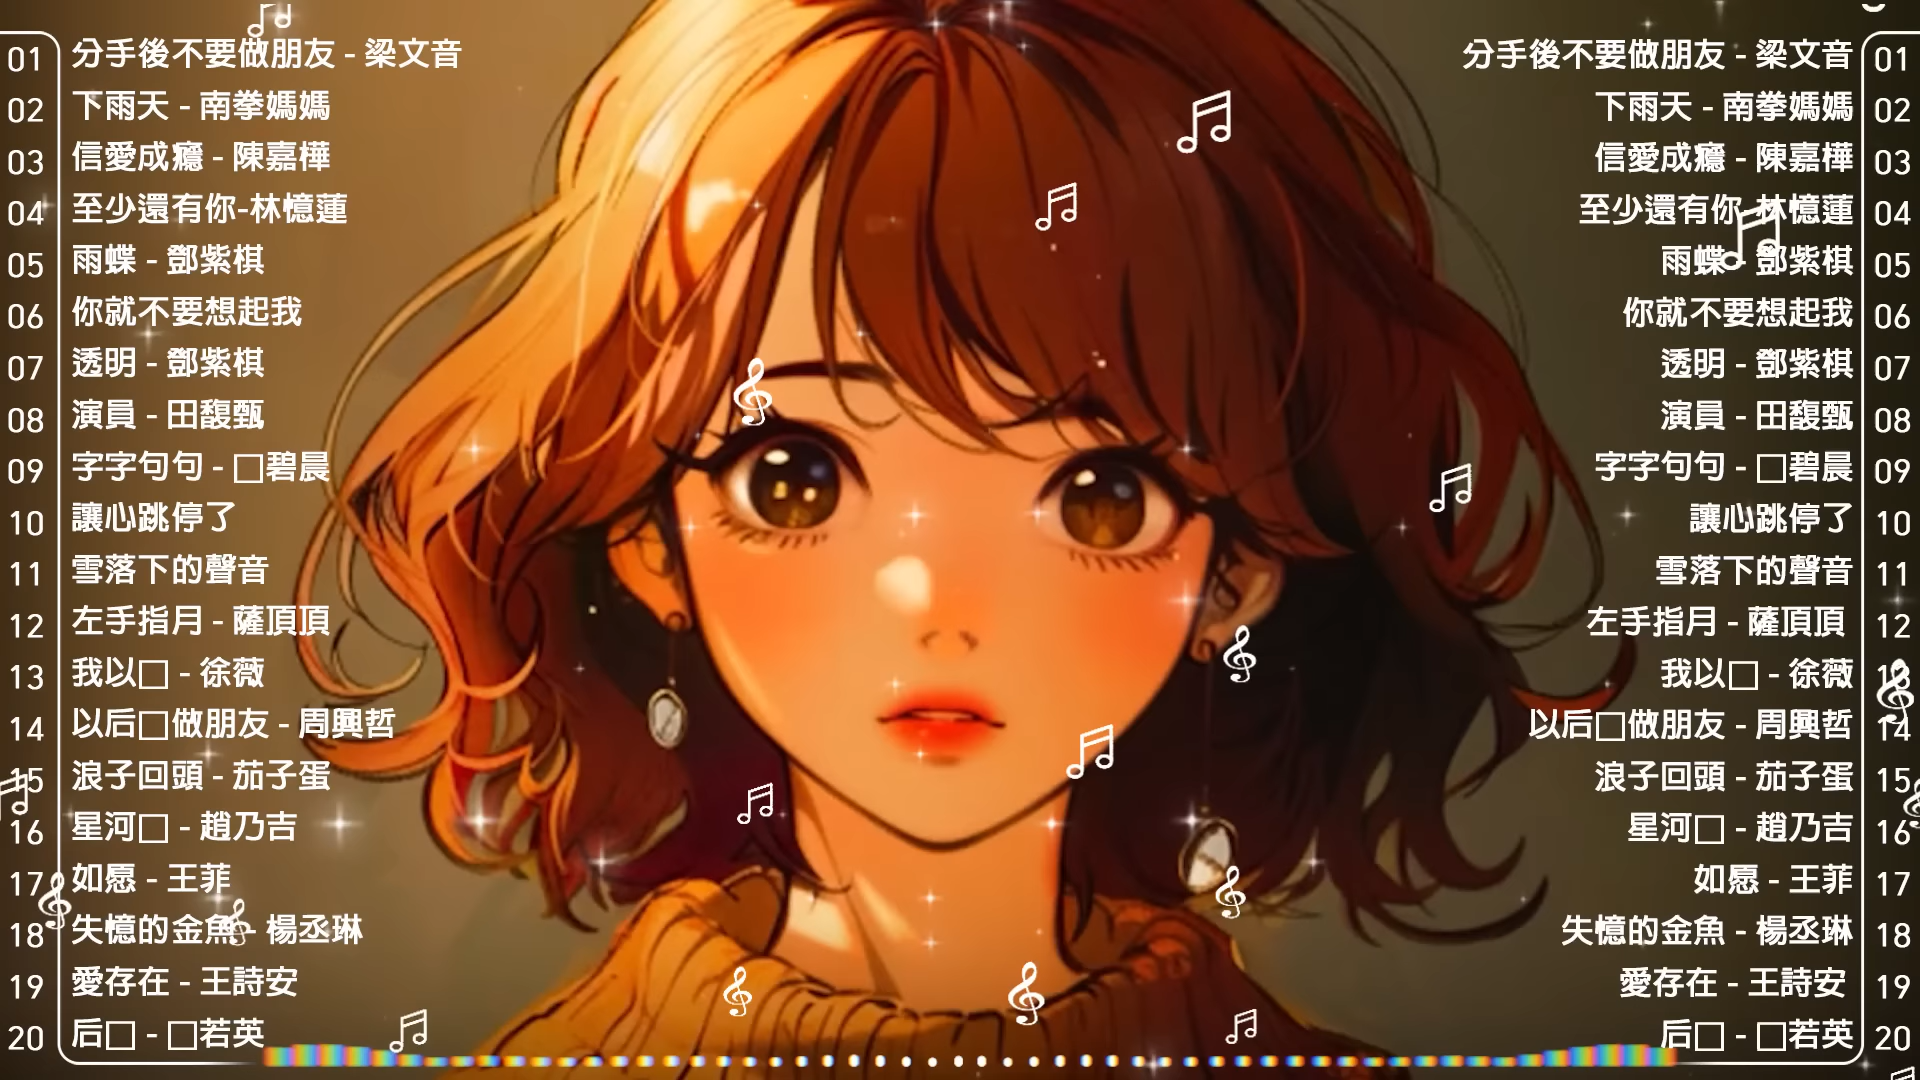 01 分手後不要做朋友 - 梁文音
02 下雨天 - 南拳媽媽
03 信愛成癮 - 陳嘉樺
04 至少還有你-林憶蓮
05 雨蝶 - 鄧紫棋
06 你就不要想起我
07 透明 - 鄧紫棋
08 演員 - 田馥甄
09 字字句句 - □碧晨
10 讓心跳停了
11 雪落下的聲音
12 左手指月 - 薩頂頂
13 我以□ - 徐薇
14 以后□做朋友 - 周興哲
15 浪子回頭 - 茄子蛋
16 星河□ - 趙乃吉
17 如愿 - 王菲
18 失憶的金魚 - 楊丞琳
19 愛存在 - 王詩安
20 后□ - □若英
分手後不要做朋友 - 梁文音 01
下雨天 - 南拳媽媽 02
信愛成癮 - 陳嘉樺 03
至少還有你-林憶蓮 04
雨蝶 - 鄧紫棋 05
你就不要想起我 06
透明 - 鄧紫棋 07
演員 - 田馥甄 08
字字句句 - □碧晨 09
讓心跳停了 10
雪落下的聲音 11
左手指月 - 薩頂頂 12
我以□ - 徐薇 13
以后□做朋友 - 周興哲 14
浪子回頭 - 茄子蛋 15
星河□ - 趙乃吉 16
如愿 - 王菲 17
失憶的金魚 - 楊丞琳 18
愛存在 - 王詩安 19
后□ - □若英 20